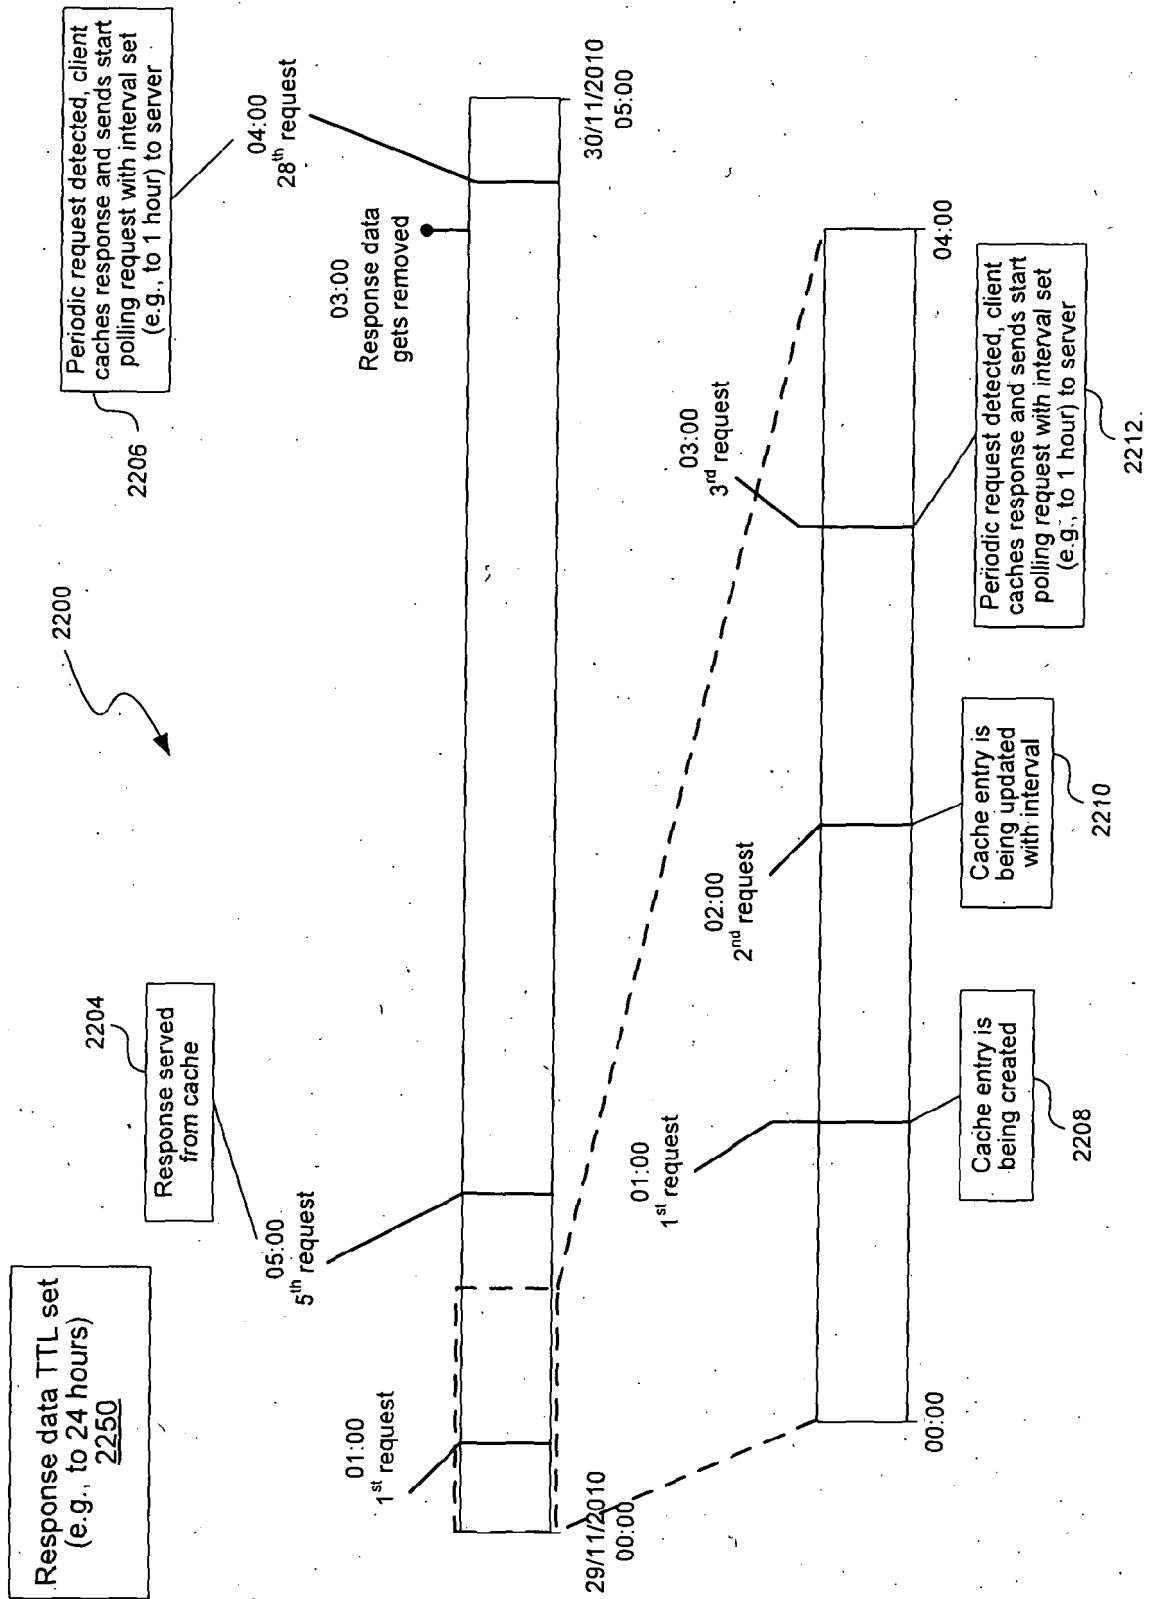 Response data TTL set
(e.g., to 24 hours)
2250
Response served
from cache
2204
2200
Periodic request detected, client
caches response and sends start
polling request with interval set
(e.g., to 1 hour) to server
2206
01:00
1st request
05:00
5th request
03:00
Response data
gets removed
04:00
28th request
29/11/2010
00:00
30/11/2010
05:00
01:00
1st request
02:00
2nd request
03:00
3rd request
00:00
04:00
Cache entry is
being created
2208
Cache entry is
being updated
with interval
2210
Periodic request detected, client
caches response and sends start
polling request with interval set
(e.g., to 1 hour) to server
2212